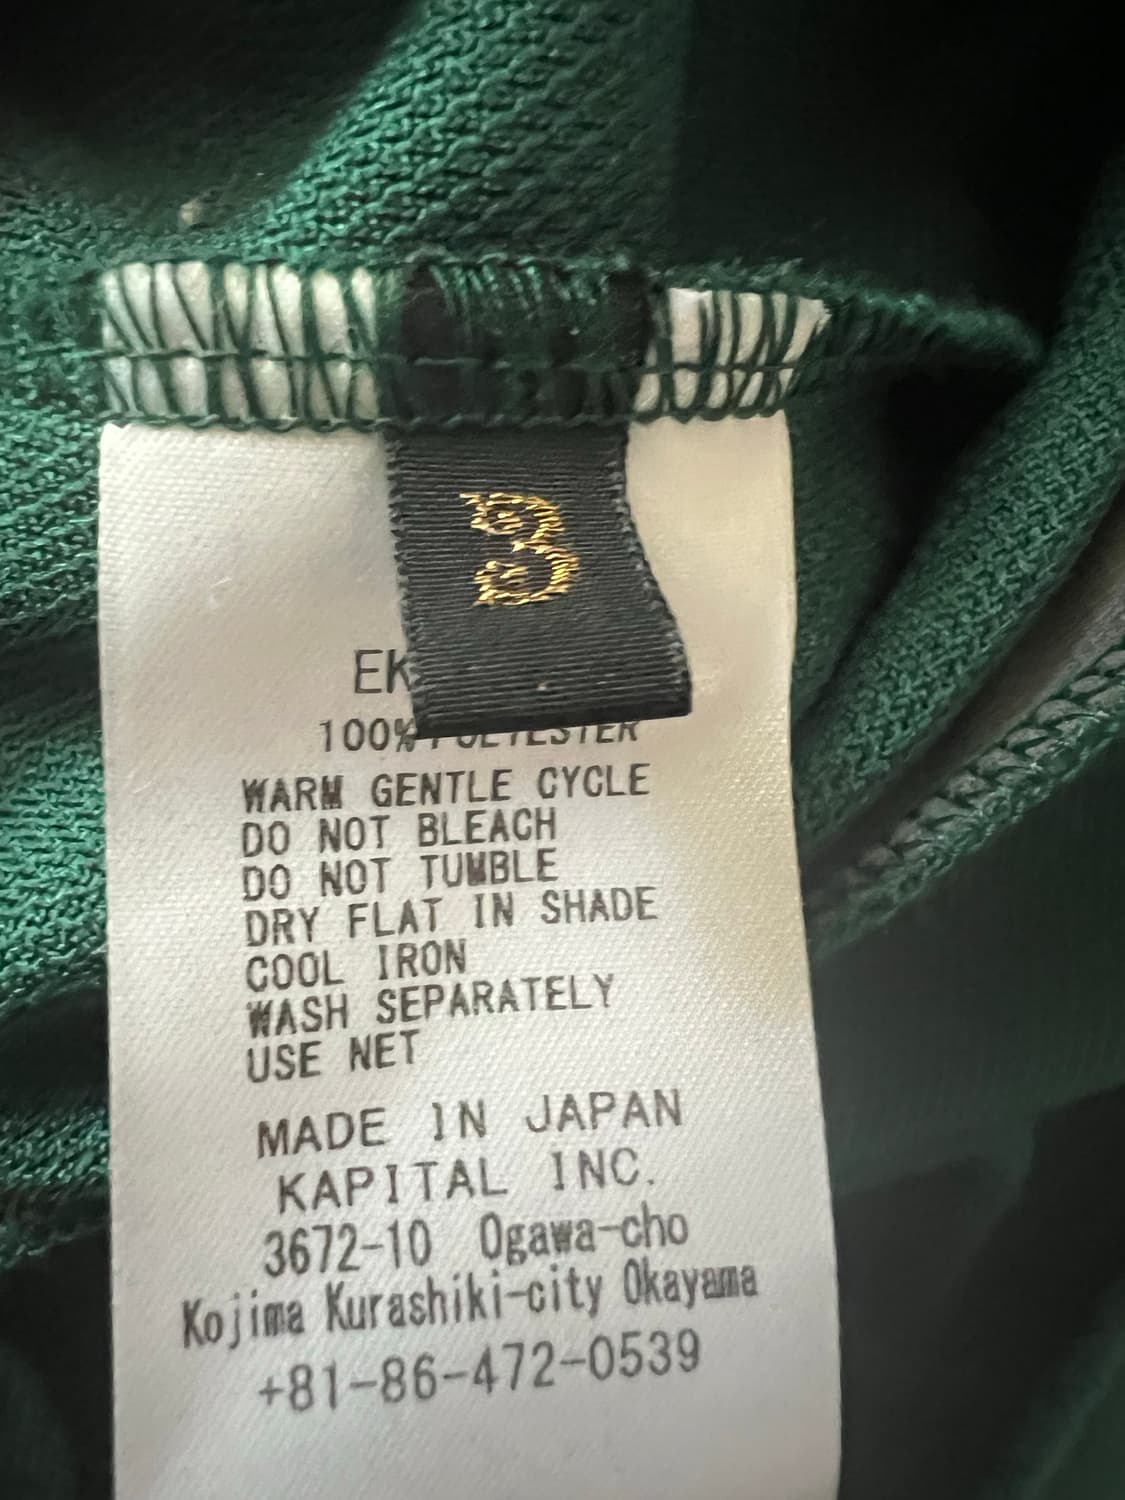 3
EK
100% POLYESTER
WARM GENTLE CYCLE
DO NOT BLEACH
DO NOT TUMBLE
DRY FLAT IN SHADE
COOL IRON
WASH SEPARATELY
USE NET
MADE IN JAPAN
KAPITAL INC.
3672-10 Ogawa-cho
Kojima Kurashiki-city Okayama
+81-86-472-0539